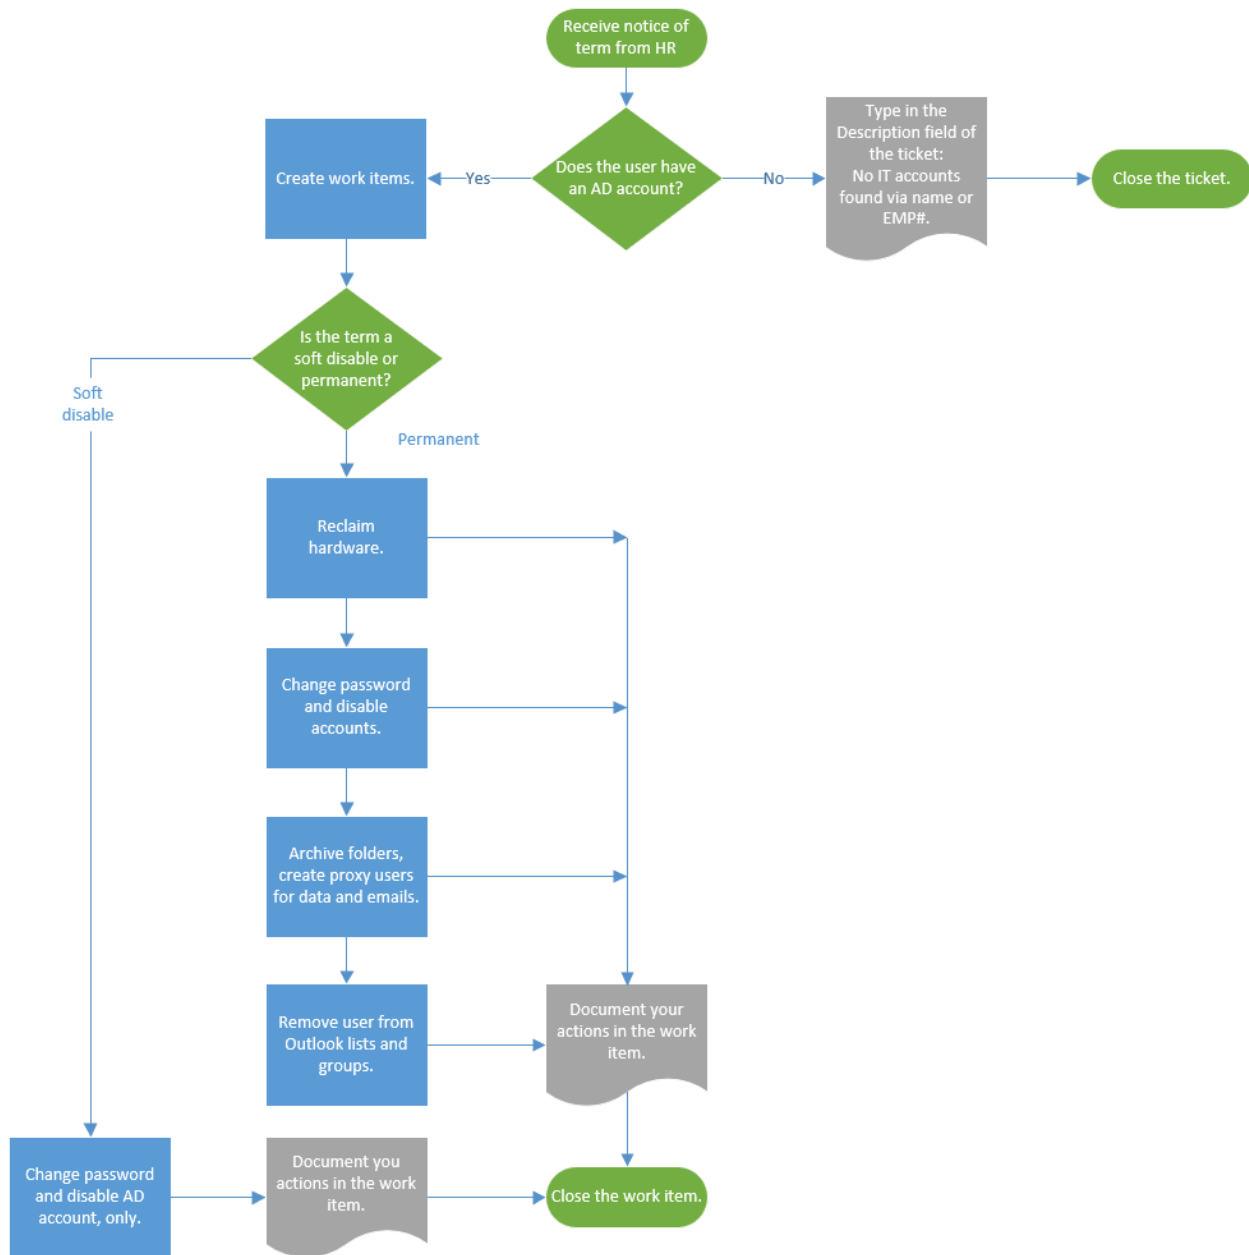 Receive notice of
term from HR
Does the user have
an AD account?
Yes
No
Create work items.
Type in the
Description field of
the ticket:
No IT accounts
found via name or
EMP#.
Close the ticket.
Is the term a
soft disable or
permanent?
Soft
disable
Permanent
Reclaim
hardware.
Change password
and disable
accounts.
Archive folders,
create proxy users
for data and emails.
Remove user from
Outlook lists and
groups.
Document your
actions in the work
item.
Change password
and disable AD
account, only.
Document you
actions in the work
item.
Close the work item.